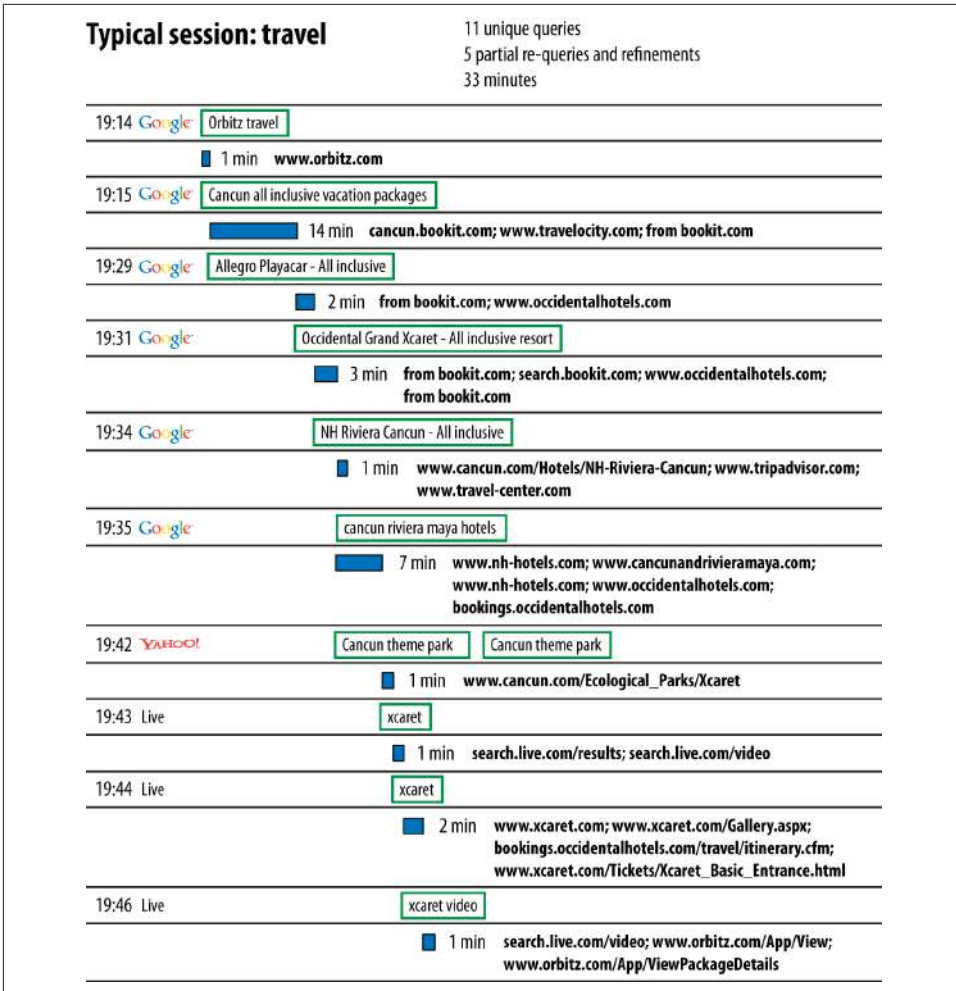 Typical session: travel
11 unique queries
5 partial re-queries and refinements
33 minutes
19:14 Google Orbitz travel
1 min www.orbitz.com
19:15 Google Cancun all inclusive vacation packages
14 min cancun.bookit.com; www.travelocity.com; from bookit.com
19:29 Google Allegro Playacar - All inclusive
2 min from bookit.com; www.occidentalhotels.com
19:31 Google Occidental Grand Xcaret - All inclusive resort
3 min from bookit.com; search.bookit.com; www.occidentalhotels.com;
from bookit.com
19:34 Google NH Riviera Cancun - All inclusive
1 min www.cancun.com/Hotels/NH-Riviera-Cancun; www.tripadvisor.com;
www.travel-center.com
19:35 Google cancun riviera maya hotels
7 min www.nh-hotels.com; www.cancunandrivieramaya.com;
www.nh-hotels.com; www.occidentalhotels.com;
bookings.occidentalhotels.com
19:42 YAHOO! Cancun theme park Cancun theme park
1 min www.cancun.com/Ecological_Parks/Xcaret
19:43 Live xcaret
1 min search.live.com/results; search.live.com/video
19:44 Live xcaret
2 min www.xcaret.com; www.xcaret.com/Gallery.aspx;
bookings.occidentalhotels.com/travel/itinerary.cfm;
www.xcaret.com/Tickets/Xcaret_Basic_Entrance.html
19:46 Live xcaret video
1 min search.live.com/video; www.orbitz.com/App/View;
www.orbitz.com/App/ViewPackageDetails